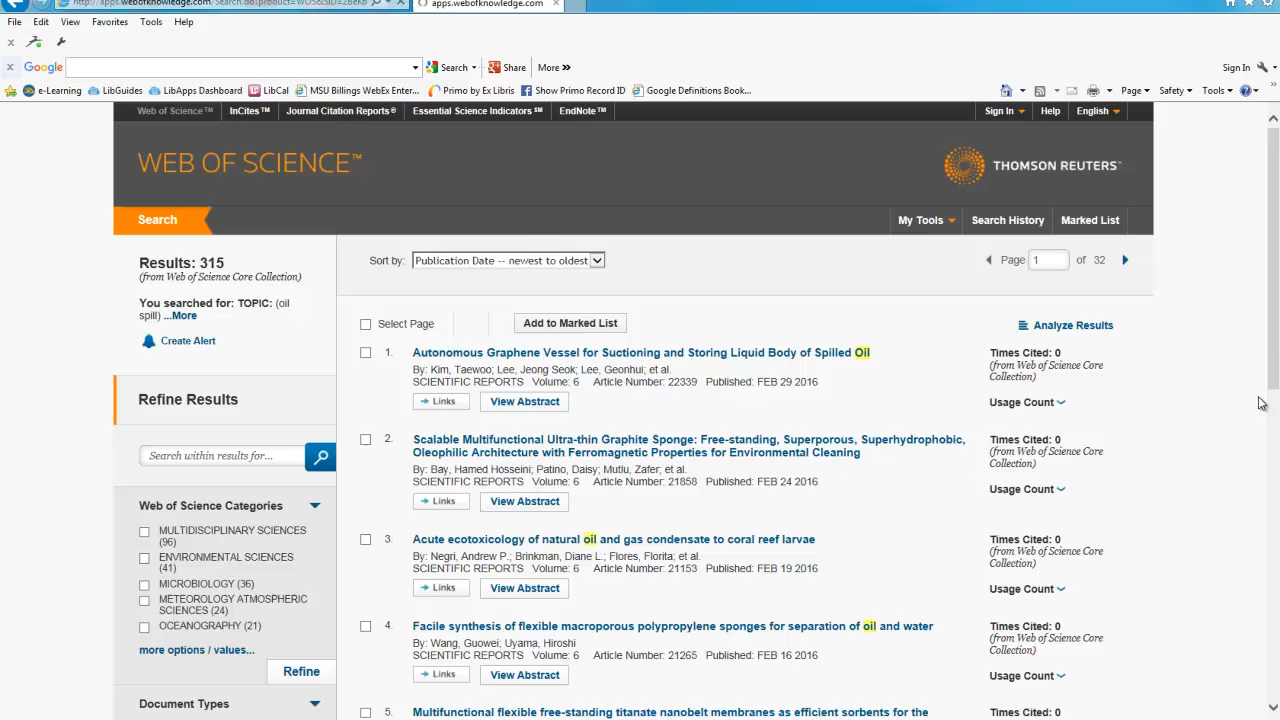 http://apps.webofknowledge.com/Search.do?product=WOS&SID=2BeKb
apps.webofknowledge.com/...
File Edit View Favorites Tools Help
Google Search Share More »
Sign In
e-Learning LibGuides LibApps Dashboard LibCal MSU Billings WebEx Enter... Primo by Ex Libris Show Primo Record ID Google Definitions Book...
Page Safety Tools
Web of Science™ InCites™ Journal Citation Reports® Essential Science Indicators℠ EndNote™ Sign In Help English
WEB OF SCIENCE™
THOMSON REUTERS™
Search My Tools Search History Marked List
Results: 315
(from Web of Science Core Collection)
You searched for: TOPIC: (oil
spill) ...More
Create Alert
Refine Results
Search within results for...
Web of Science Categories
MULTIDISCIPLINARY SCIENCES
(96)
ENVIRONMENTAL SCIENCES
(41)
MICROBIOLOGY (36)
METEOROLOGY ATMOSPHERIC
SCIENCES (24)
OCEANOGRAPHY (21)
more options / values...
Refine
Document Types
Sort by: Publication Date -- newest to oldest
Page 1 of 32
Select Page Add to Marked List
Analyze Results
1. Autonomous Graphene Vessel for Suctioning and Storing Liquid Body of Spilled Oil
By: Kim, Taewoo; Lee, Jeong Seok; Lee, Geonhui; et al.
SCIENTIFIC REPORTS Volume: 6 Article Number: 22339 Published: FEB 29 2016
Links View Abstract
Times Cited: 0
(from Web of Science Core
Collection)
Usage Count
2. Scalable Multifunctional Ultra-thin Graphite Sponge: Free-standing, Superporous, Superhydrophobic,
Oleophilic Architecture with Ferromagnetic Properties for Environmental Cleaning
By: Bay, Hamed Hosseini; Patino, Daisy; Mutlu, Zafer; et al.
SCIENTIFIC REPORTS Volume: 6 Article Number: 21858 Published: FEB 24 2016
Links View Abstract
Times Cited: 0
(from Web of Science Core
Collection)
Usage Count
3. Acute ecotoxicology of natural oil and gas condensate to coral reef larvae
By: Negri, Andrew P.; Brinkman, Diane L.; Flores, Florita; et al.
SCIENTIFIC REPORTS Volume: 6 Article Number: 21153 Published: FEB 19 2016
Links View Abstract
Times Cited: 0
(from Web of Science Core
Collection)
Usage Count
4. Facile synthesis of flexible macroporous polypropylene sponges for separation of oil and water
By: Wang, Guowei; Uyama, Hiroshi
SCIENTIFIC REPORTS Volume: 6 Article Number: 21265 Published: FEB 16 2016
Links View Abstract
Times Cited: 0
(from Web of Science Core
Collection)
Usage Count
5. Multifunctional flexible free-standing titanate nanobelt membranes as efficient sorbents for the